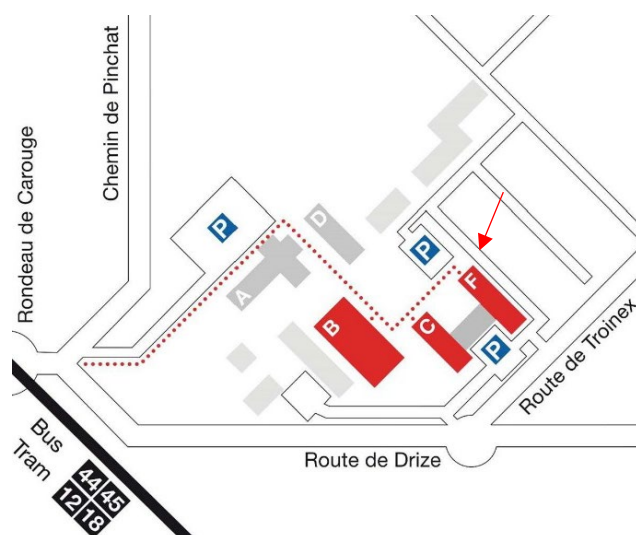 Rondeau de Carouge
Chemin de Pinchat
P
D
A
P
F
B
C
P
Route de Troinex
Route de Drize
Bus
Tram
44 45
12 18